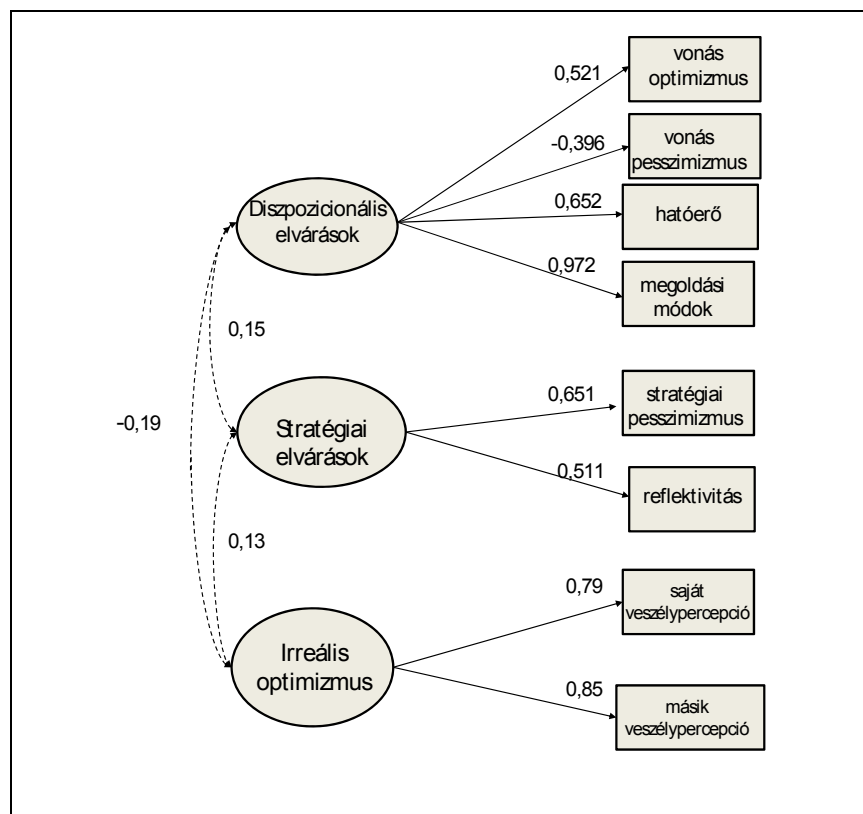 vonás
optimizmus
0,521
-0,396
vonás
pesszimizmus
Diszpozicionális
elvárások
0,652
hatóerő
0,972
megoldási
módok
0,15
-0,19
0,651
stratégiai
pesszimizmus
Stratégiai
elvárások
0,511
reflektivitás
0,13
0,79
saját
veszélypercepció
Irreális
optimizmus
0,85
másik
veszélypercepció